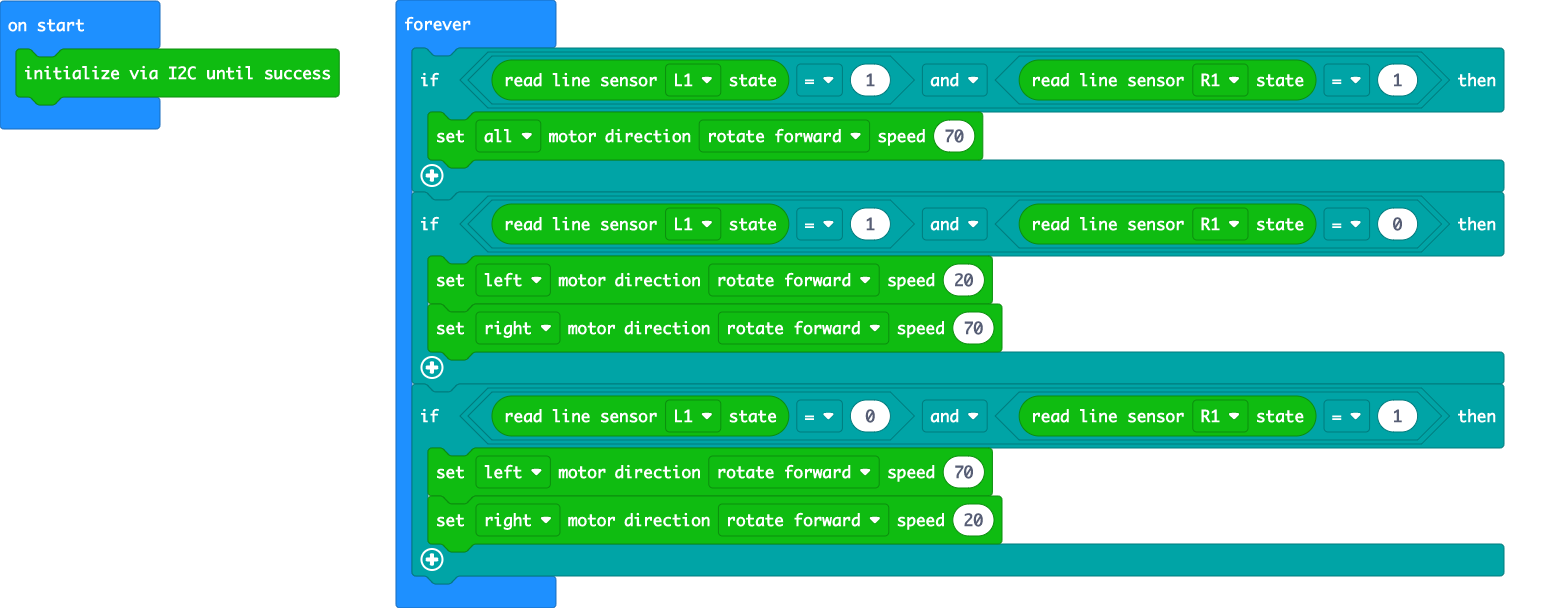 on start
initialize via I2C until success
forever
if read line sensor L1 state = 1 and read line sensor R1 state = 1 then
set all motor direction rotate forward speed 70
if read line sensor L1 state = 1 and read line sensor R1 state = 0 then
set left motor direction rotate forward speed 20
set right motor direction rotate forward speed 70
if read line sensor L1 state = 0 and read line sensor R1 state = 1 then
set left motor direction rotate forward speed 70
set right motor direction rotate forward speed 20